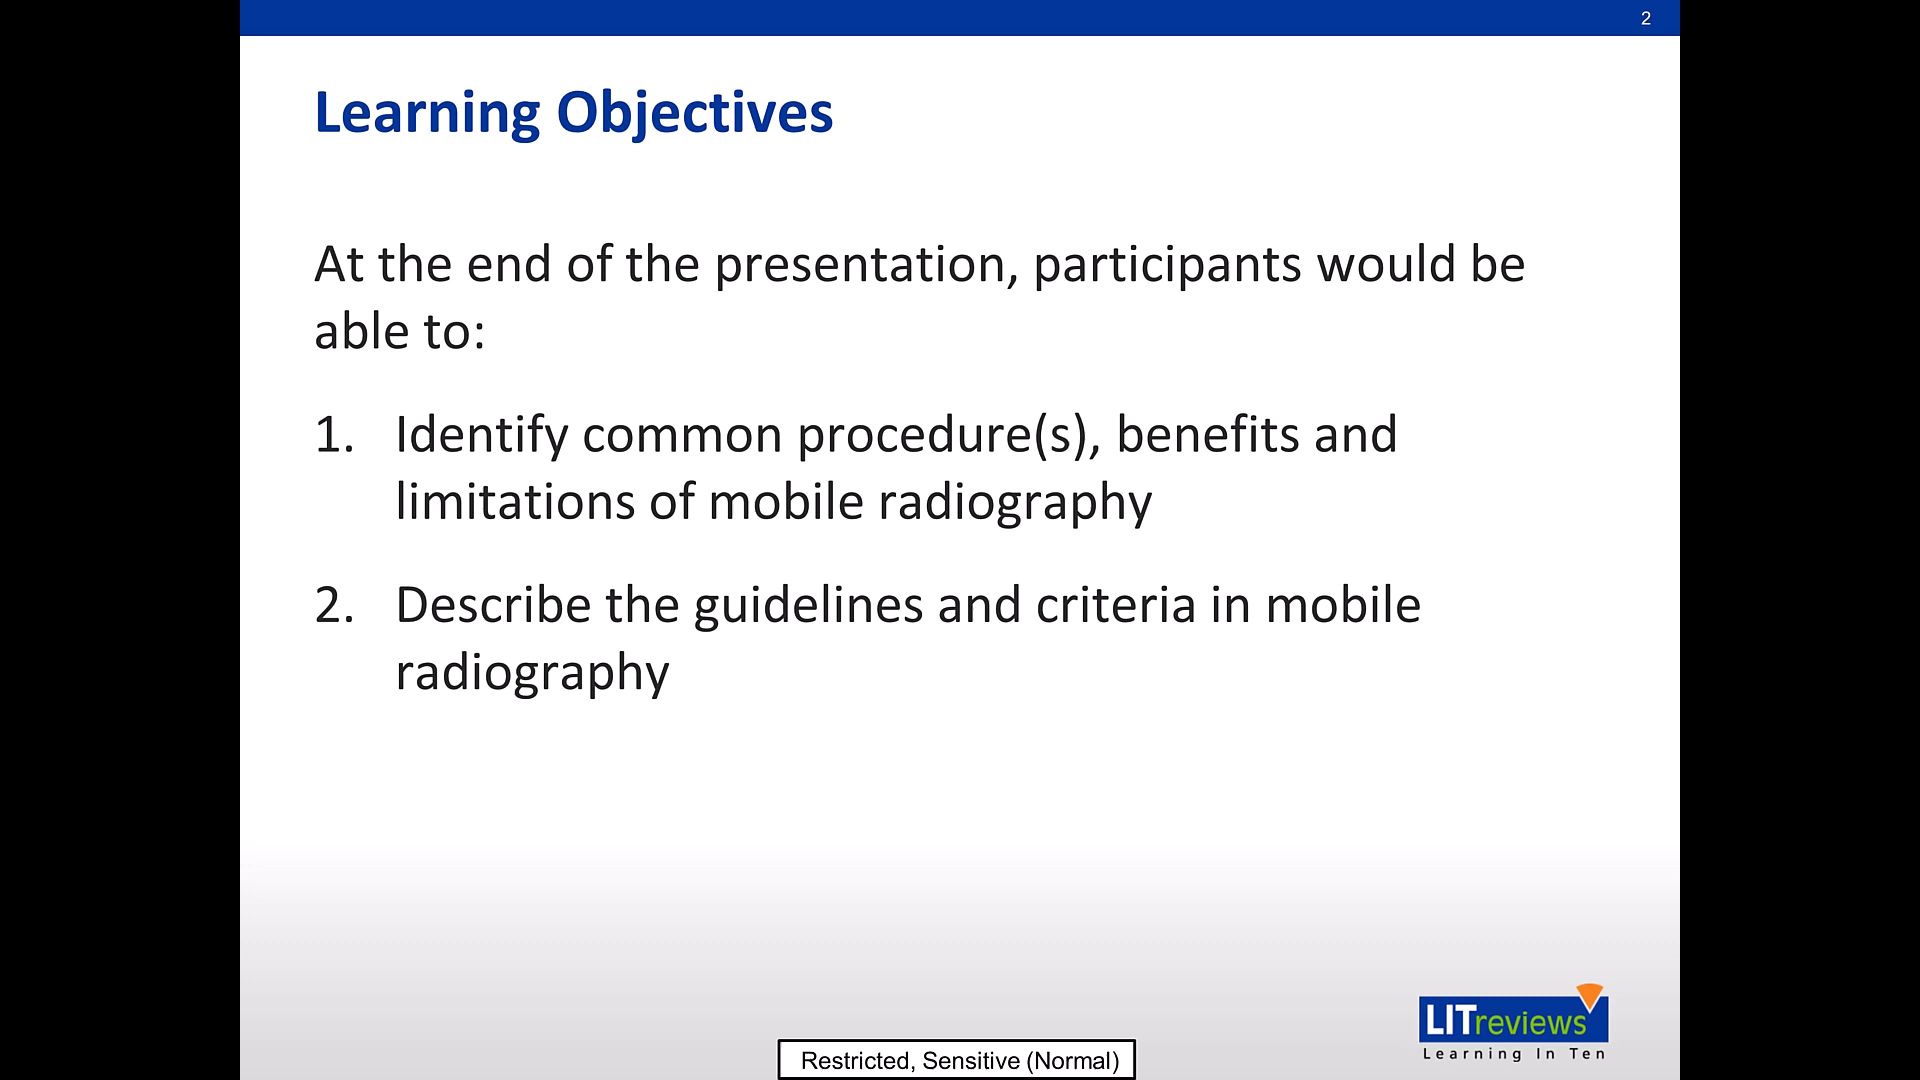 2
Learning Objectives
At the end of the presentation, participants would be
able to:
1. Identify common procedure(s), benefits and
limitations of mobile radiography
2. Describe the guidelines and criteria in mobile
radiography
LITreviews
Learning In Ten
Restricted, Sensitive (Normal)